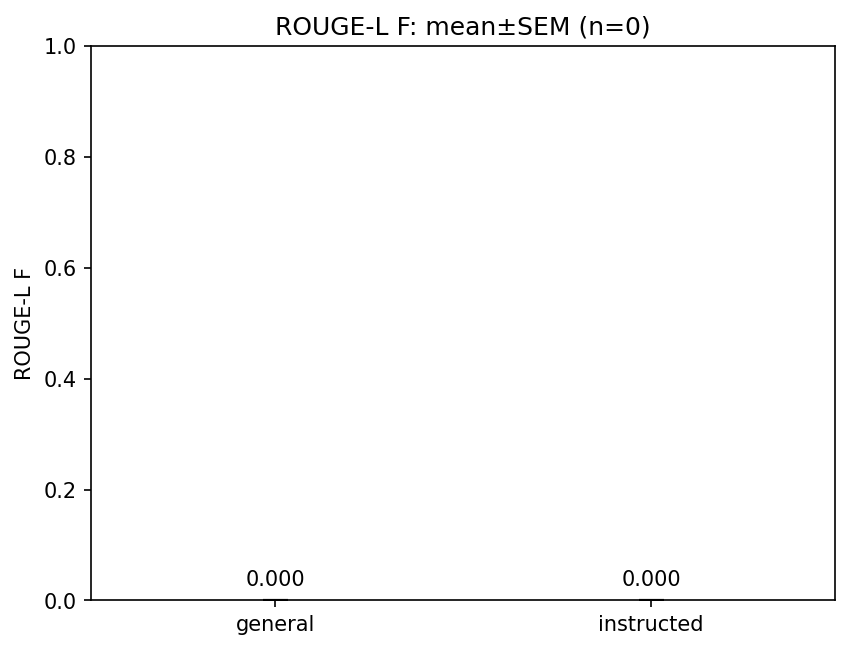 ROUGE-L F: mean±SEM (n=0)
1.0
0.8
0.6
0.4
0.2
0.0
ROUGE-L F
0.000
0.000
general
instructed